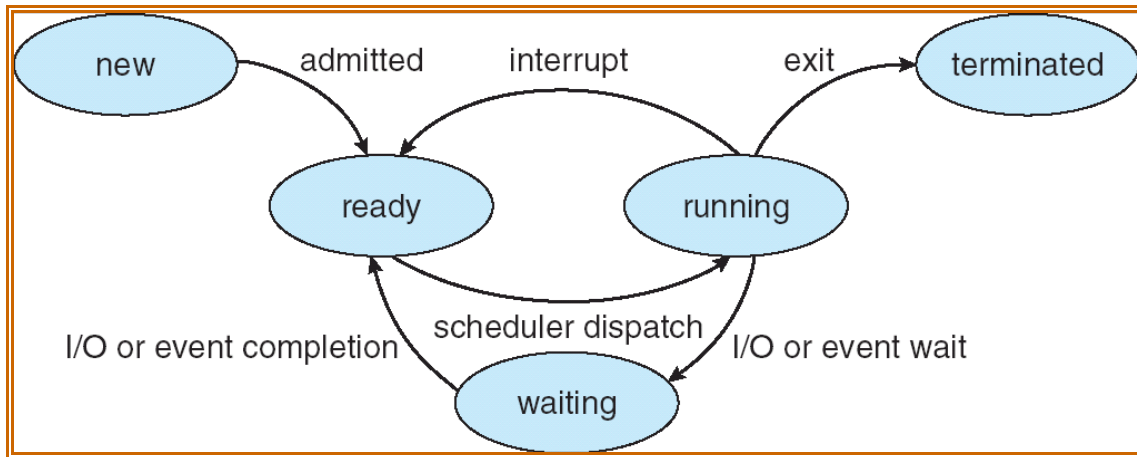 new
admitted
interrupt
exit
terminated
ready
running
scheduler dispatch
I/O or event completion
I/O or event wait
waiting